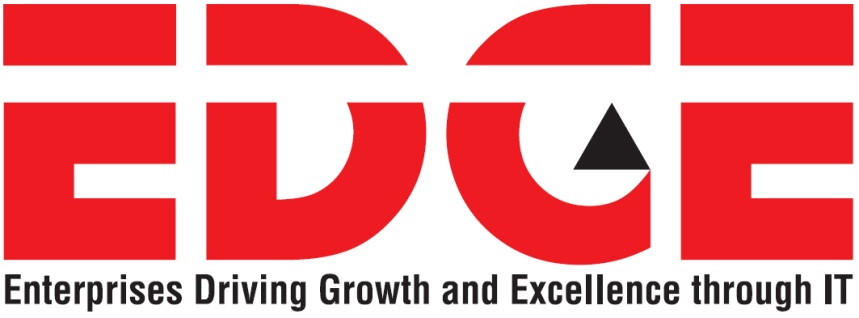 EDGE
Enterprises Driving Growth and Excellence through IT